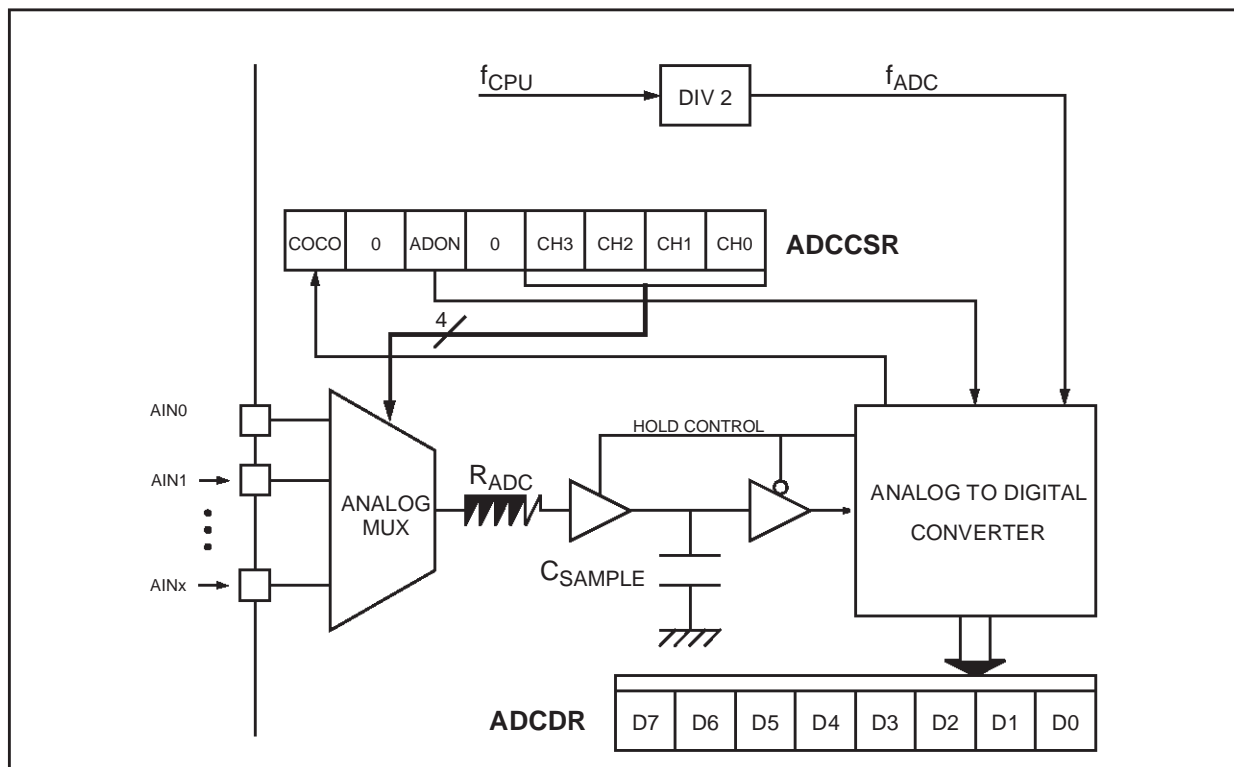 fCPU
DIV 2
fADC
COCO 0 ADON 0 CH3 CH2 CH1 CH0
ADCCSR
4
AIN0
HOLD CONTROL
AIN1
RADC
ANALOG
MUX
ANALOG TO DIGITAL
CONVERTER
CSAMPLE
AINx
ADCDR
D7 D6 D5 D4 D3 D2 D1 D0